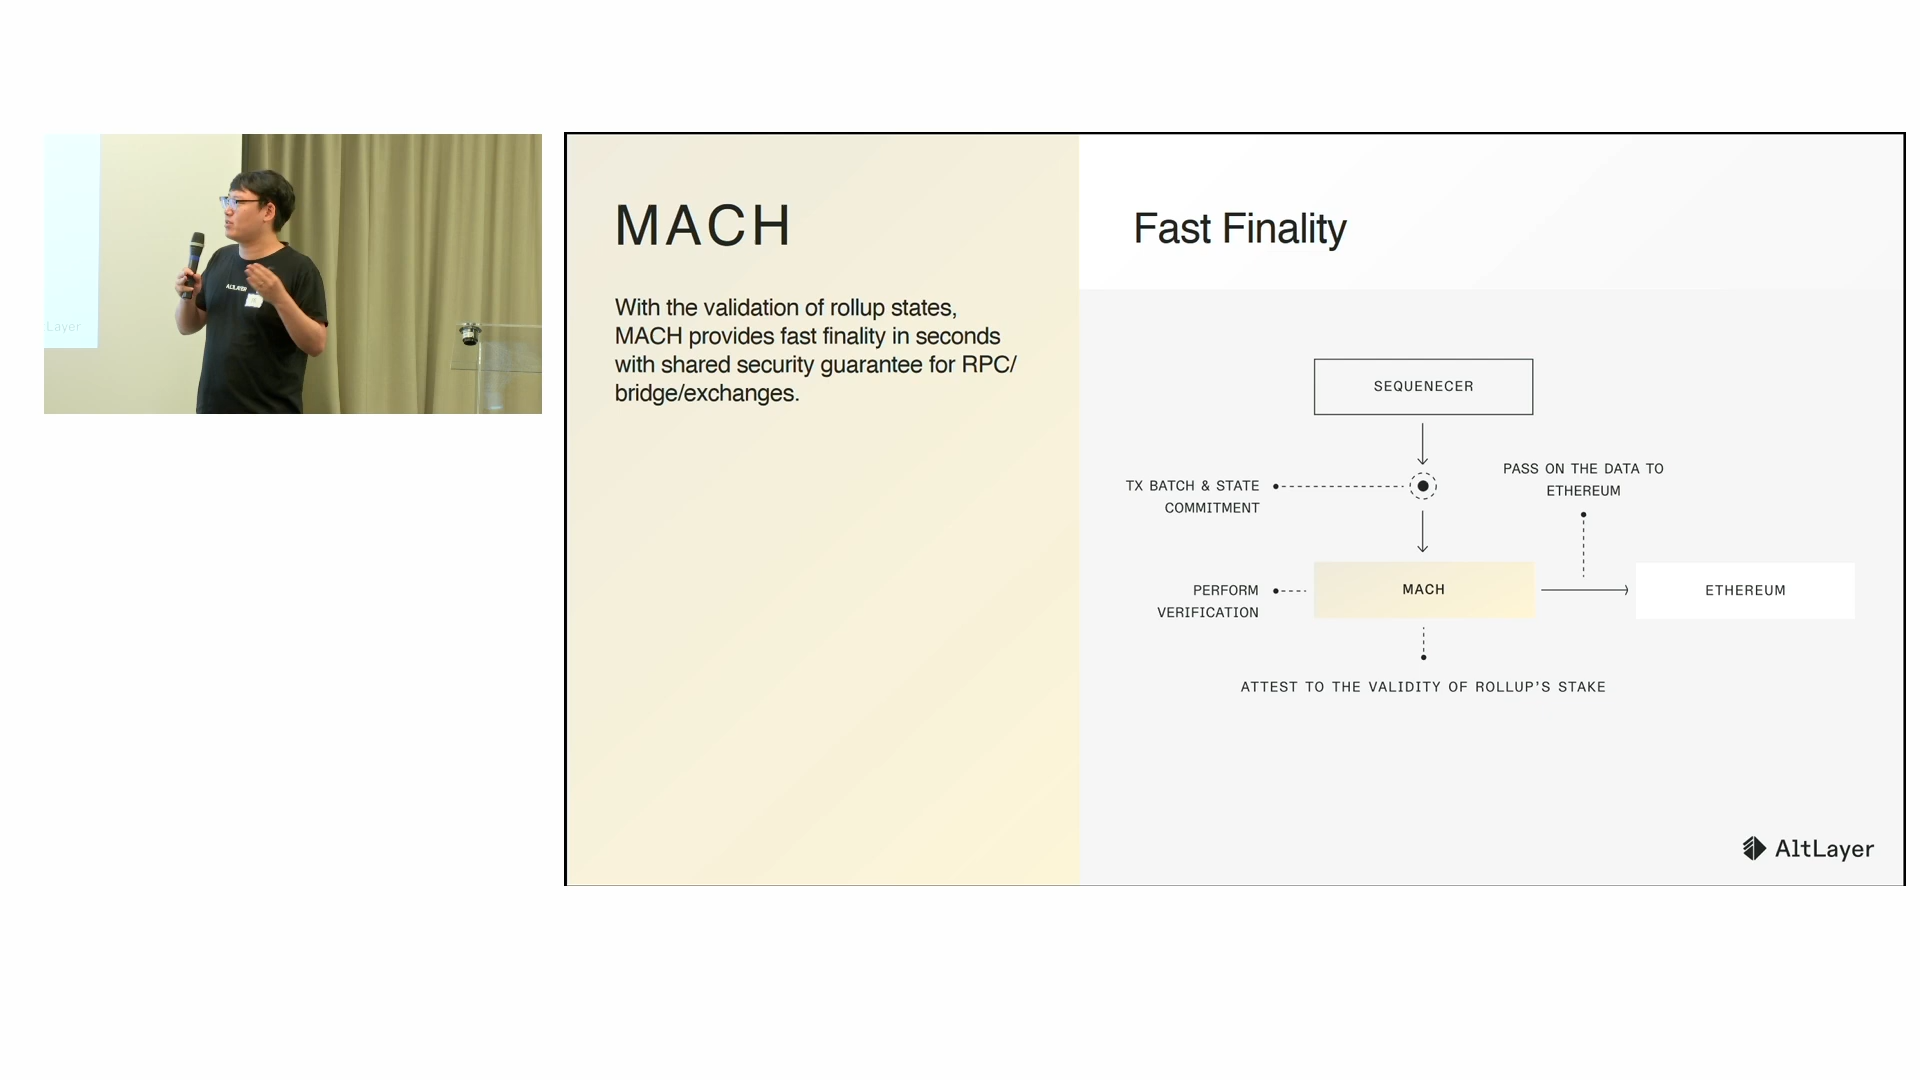 Layer
ALTLAYER
MACH
With the validation of rollup states,
MACH provides fast finality in seconds
with shared security guarantee for RPC/
bridge/exchanges.
Fast Finality
SEQUENECER
TX BATCH & STATE
COMMITMENT
PASS ON THE DATA TO
ETHEREUM
PERFORM
VERIFICATION
MACH
ETHEREUM
ATTEST TO THE VALIDITY OF ROLLUP'S STAKE
AltLayer